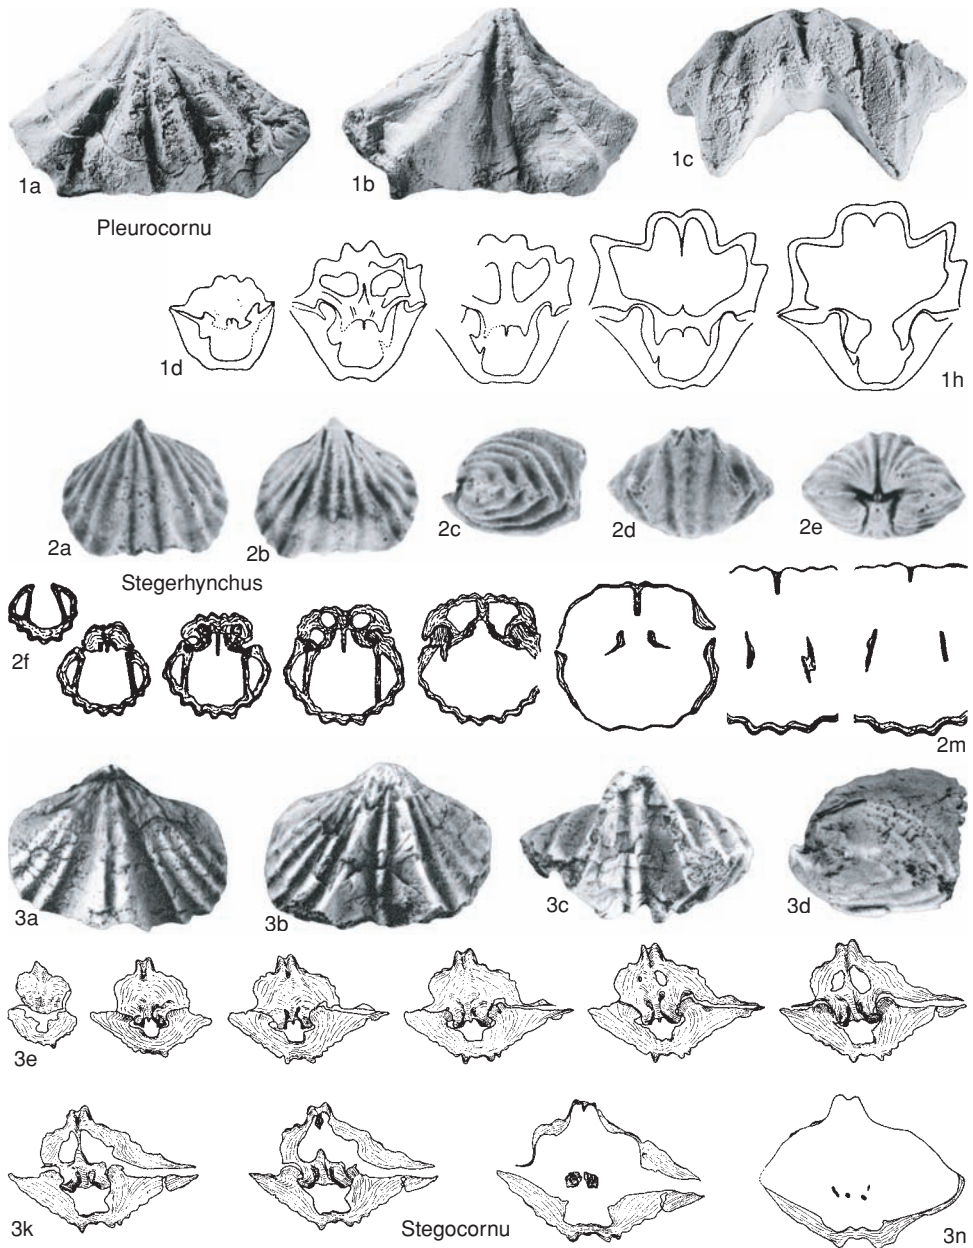 1a
1b
1c
Pleurocornu
1d
1h
2a
2b
2c
2d
2e
Stegerhynchus
2f
2m
3a
3b
3c
3d
3e
3k
Stegocornu
3n